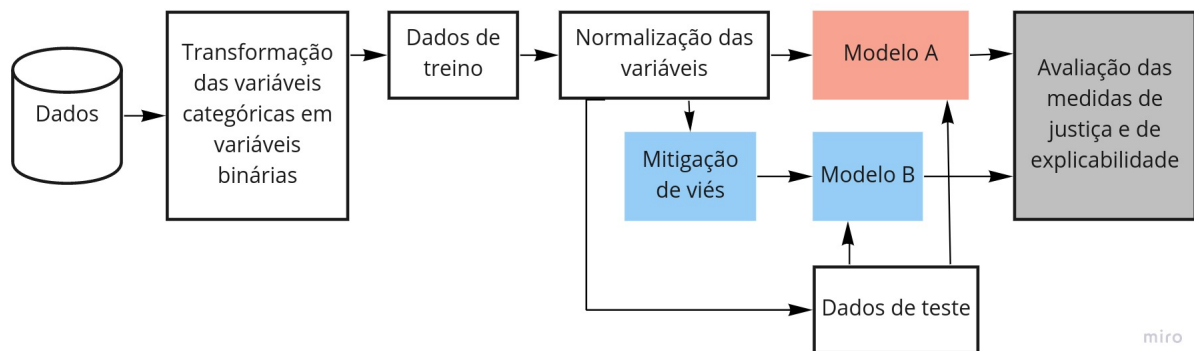 Dados
Transformação
das variáveis
categóricas em
variáveis
binárias
Dados de
treino
Normalização das
variáveis
Modelo A
Avaliação das
medidas de
justiça e de
explicabilidade
Mitigação
de viés
Modelo B
Dados de teste
miro